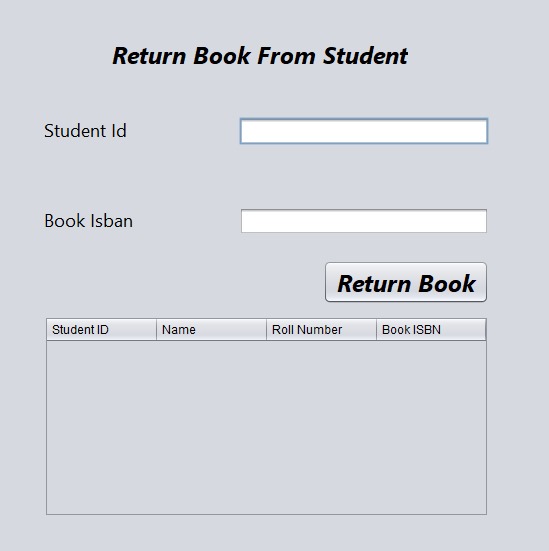 Return Book From Student
Student Id
Book Isban
Return Book
Student ID Name Roll Number Book ISBN